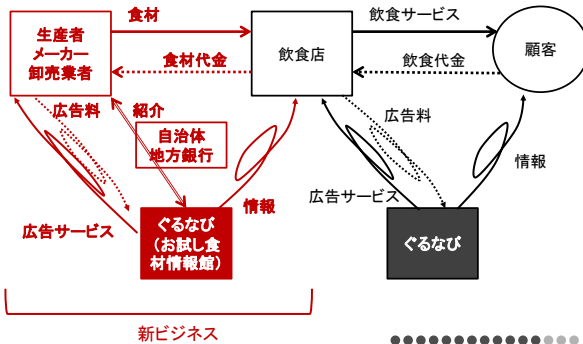 食材
飲食サービス
生産者
メーカー
卸売業者
飲食店
顧客
食材代金
飲食代金
広告料
紹介
自治体
地方銀行
広告料
情報
情報
広告サービス
広告サービス
ぐるなび
(お試し食
材情報館)
ぐるなび
新ビジネス